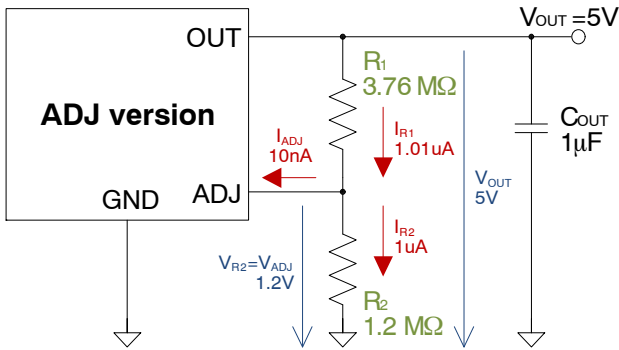 VOUT =5V
OUT
R1
3.76 MΩ
ADJ version
IADJ
10nA
IR1
1.01uA
COUT
1µF
ADJ
GND
VOUT
5V
IR2
1uA
VR2=VADJ
1.2V
R2
1.2 MΩ